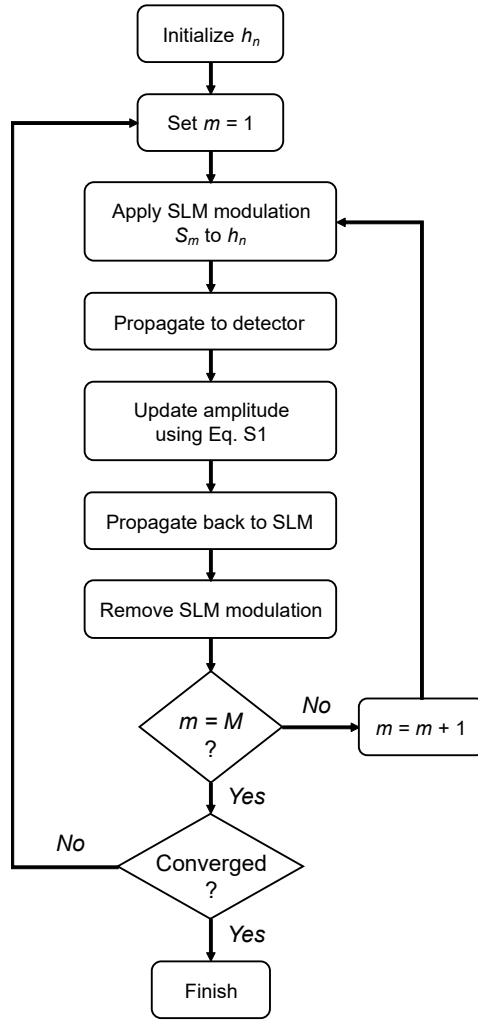 Initialize hₙ
Set m = 1
Apply SLM modulation
Sₘ to hₙ
Propagate to detector
Update amplitude
using Eq. S1
Propagate back to SLM
Remove SLM modulation
m = M
?
No
m = m + 1
Yes
No
Converged
?
Yes
Finish